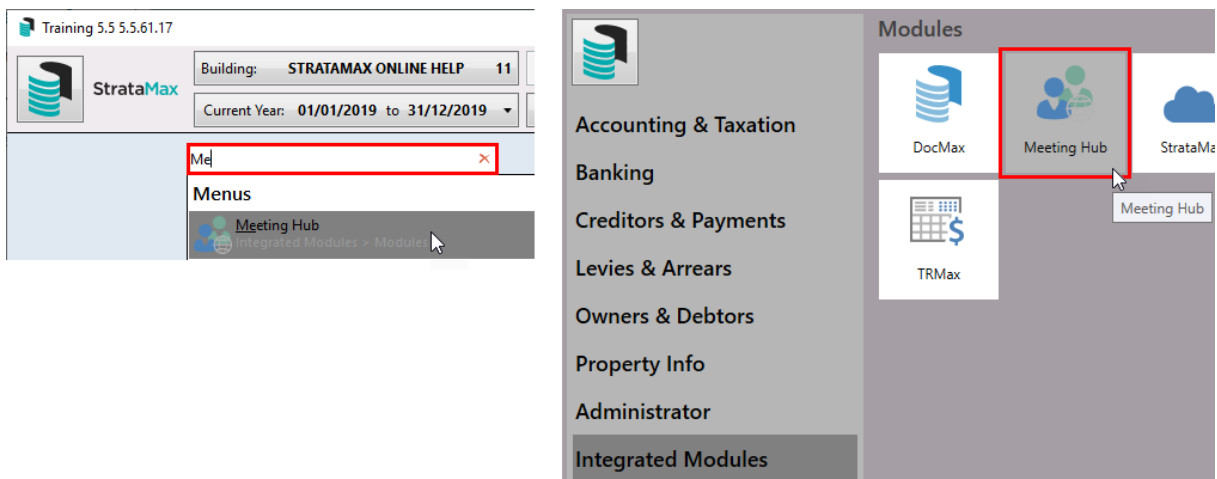 Training 5.5 5.5.61.17
StrataMax
Building: STRATAMAX ONLINE HELP 11
Current Year: 01/01/2019 to 31/12/2019
Me
Menus
Meeting Hub
Integrated Modules > Modules
Accounting & Taxation
Banking
Creditors & Payments
Levies & Arrears
Owners & Debtors
Property Info
Administrator
Integrated Modules
Modules
DocMax
Meeting Hub
StrataMa
Meeting Hub
TRMax